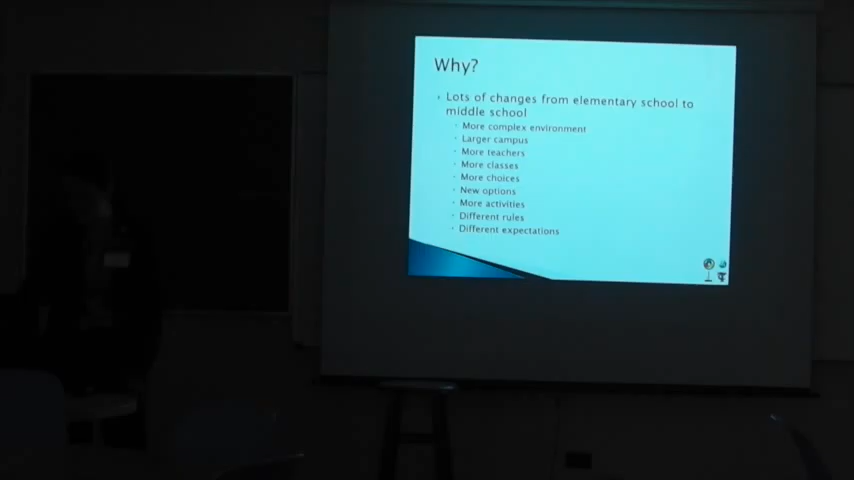 Why?
Lots of changes from elementary school to
middle school
More complex environment
Larger campus
More teachers
More classes
More choices
New options
More activities
Different rules
Different expectations